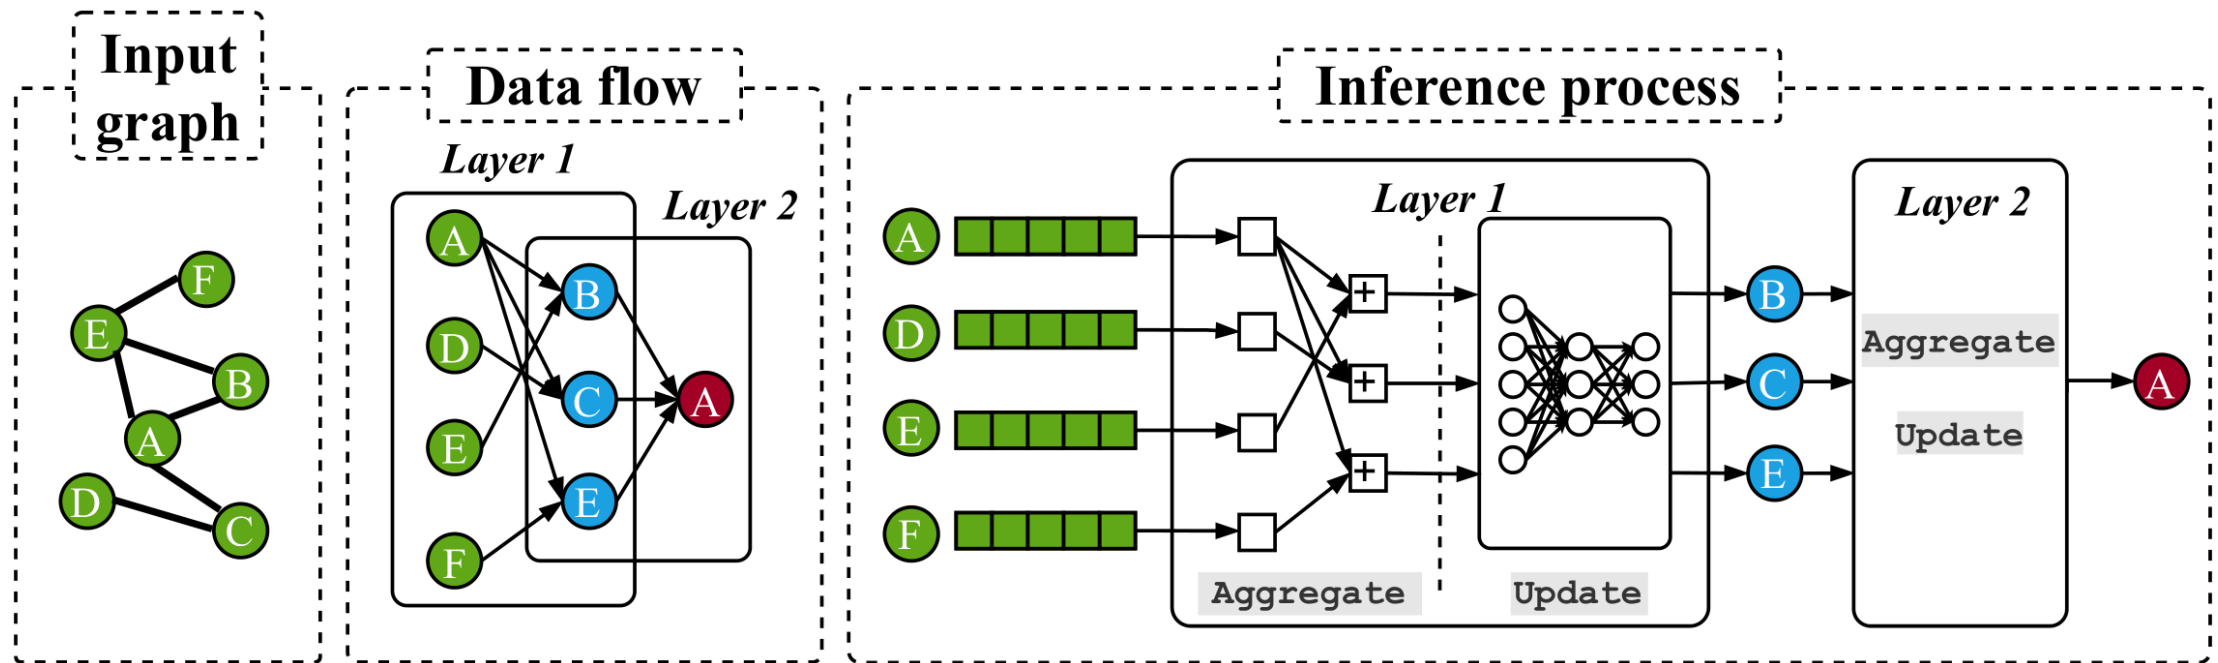 Input
graph
F
E
B
A
D
C
Data flow
Layer 1
Layer 2
A
B
D
C
A
E
E
F
Inference process
Layer 1
Layer 2
A
+
B
D
Aggregate
+
C
A
E
Update
+
E
F
Aggregate
Update